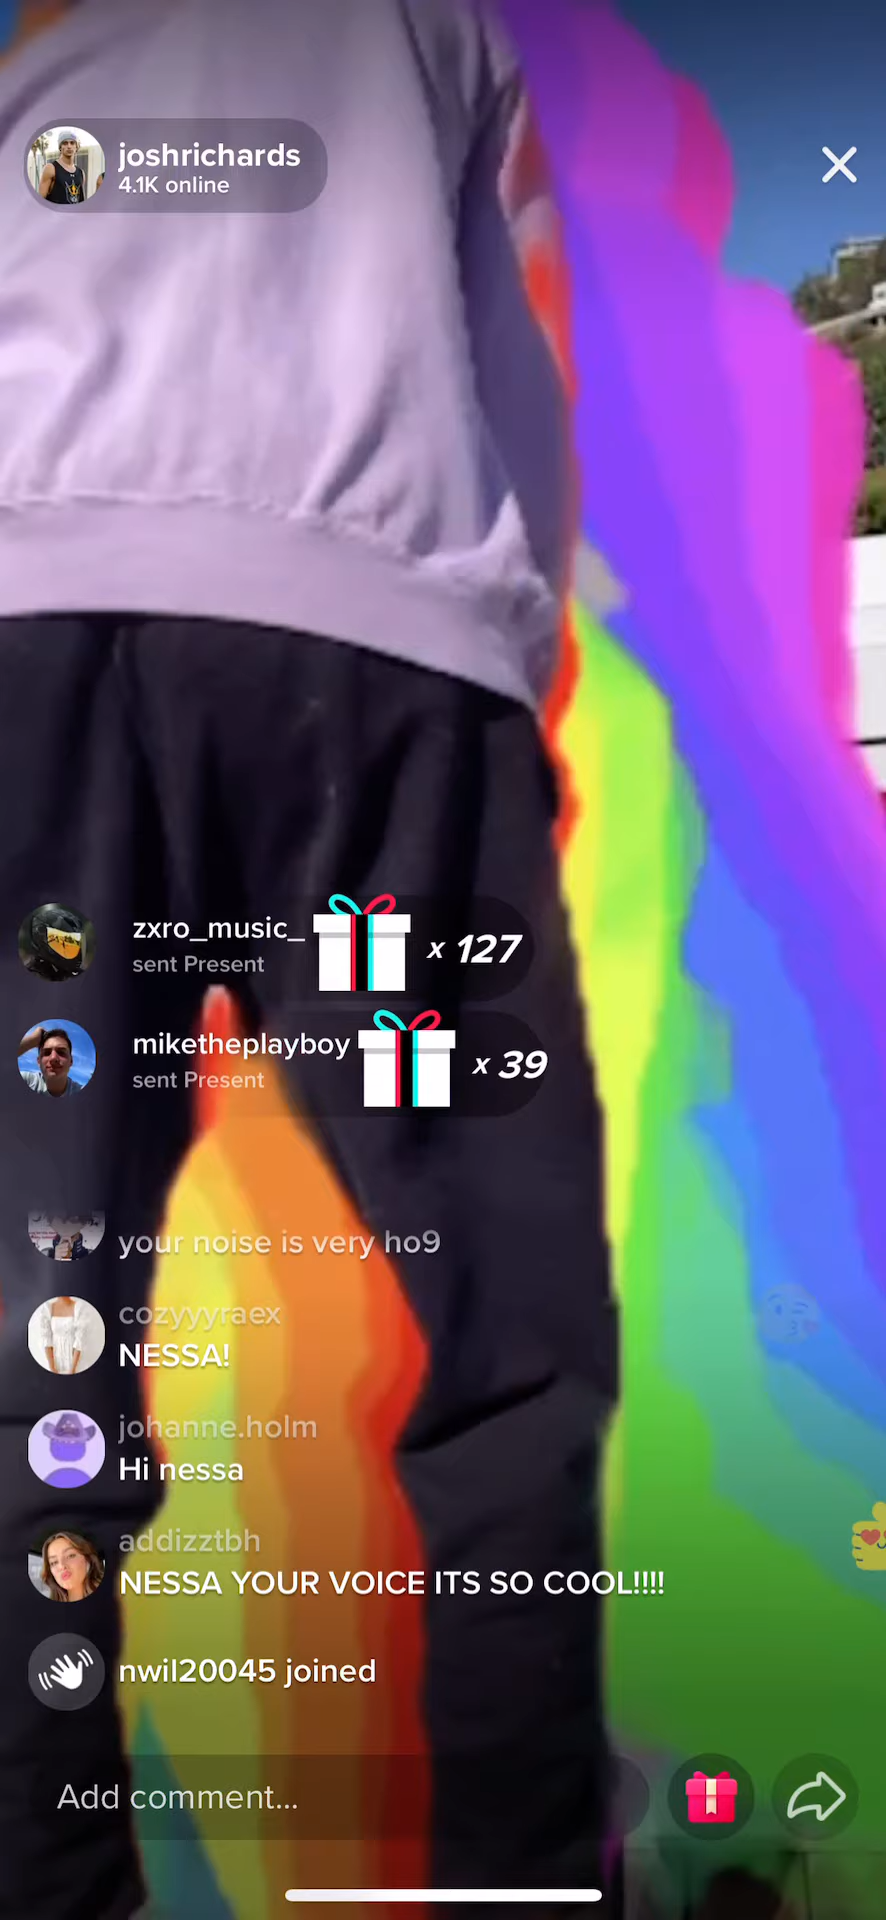 joshrichards
4.1K online
zxro_music_
sent Present
x 127
miketheplayboy
sent Present
x 39
your noise is very ho9
cozyyyraex
NESSA!
johanne.holm
Hi nessa
addizztbh
NESSA YOUR VOICE ITS SO COOL!!!!
nwil20045 joined
Add comment...